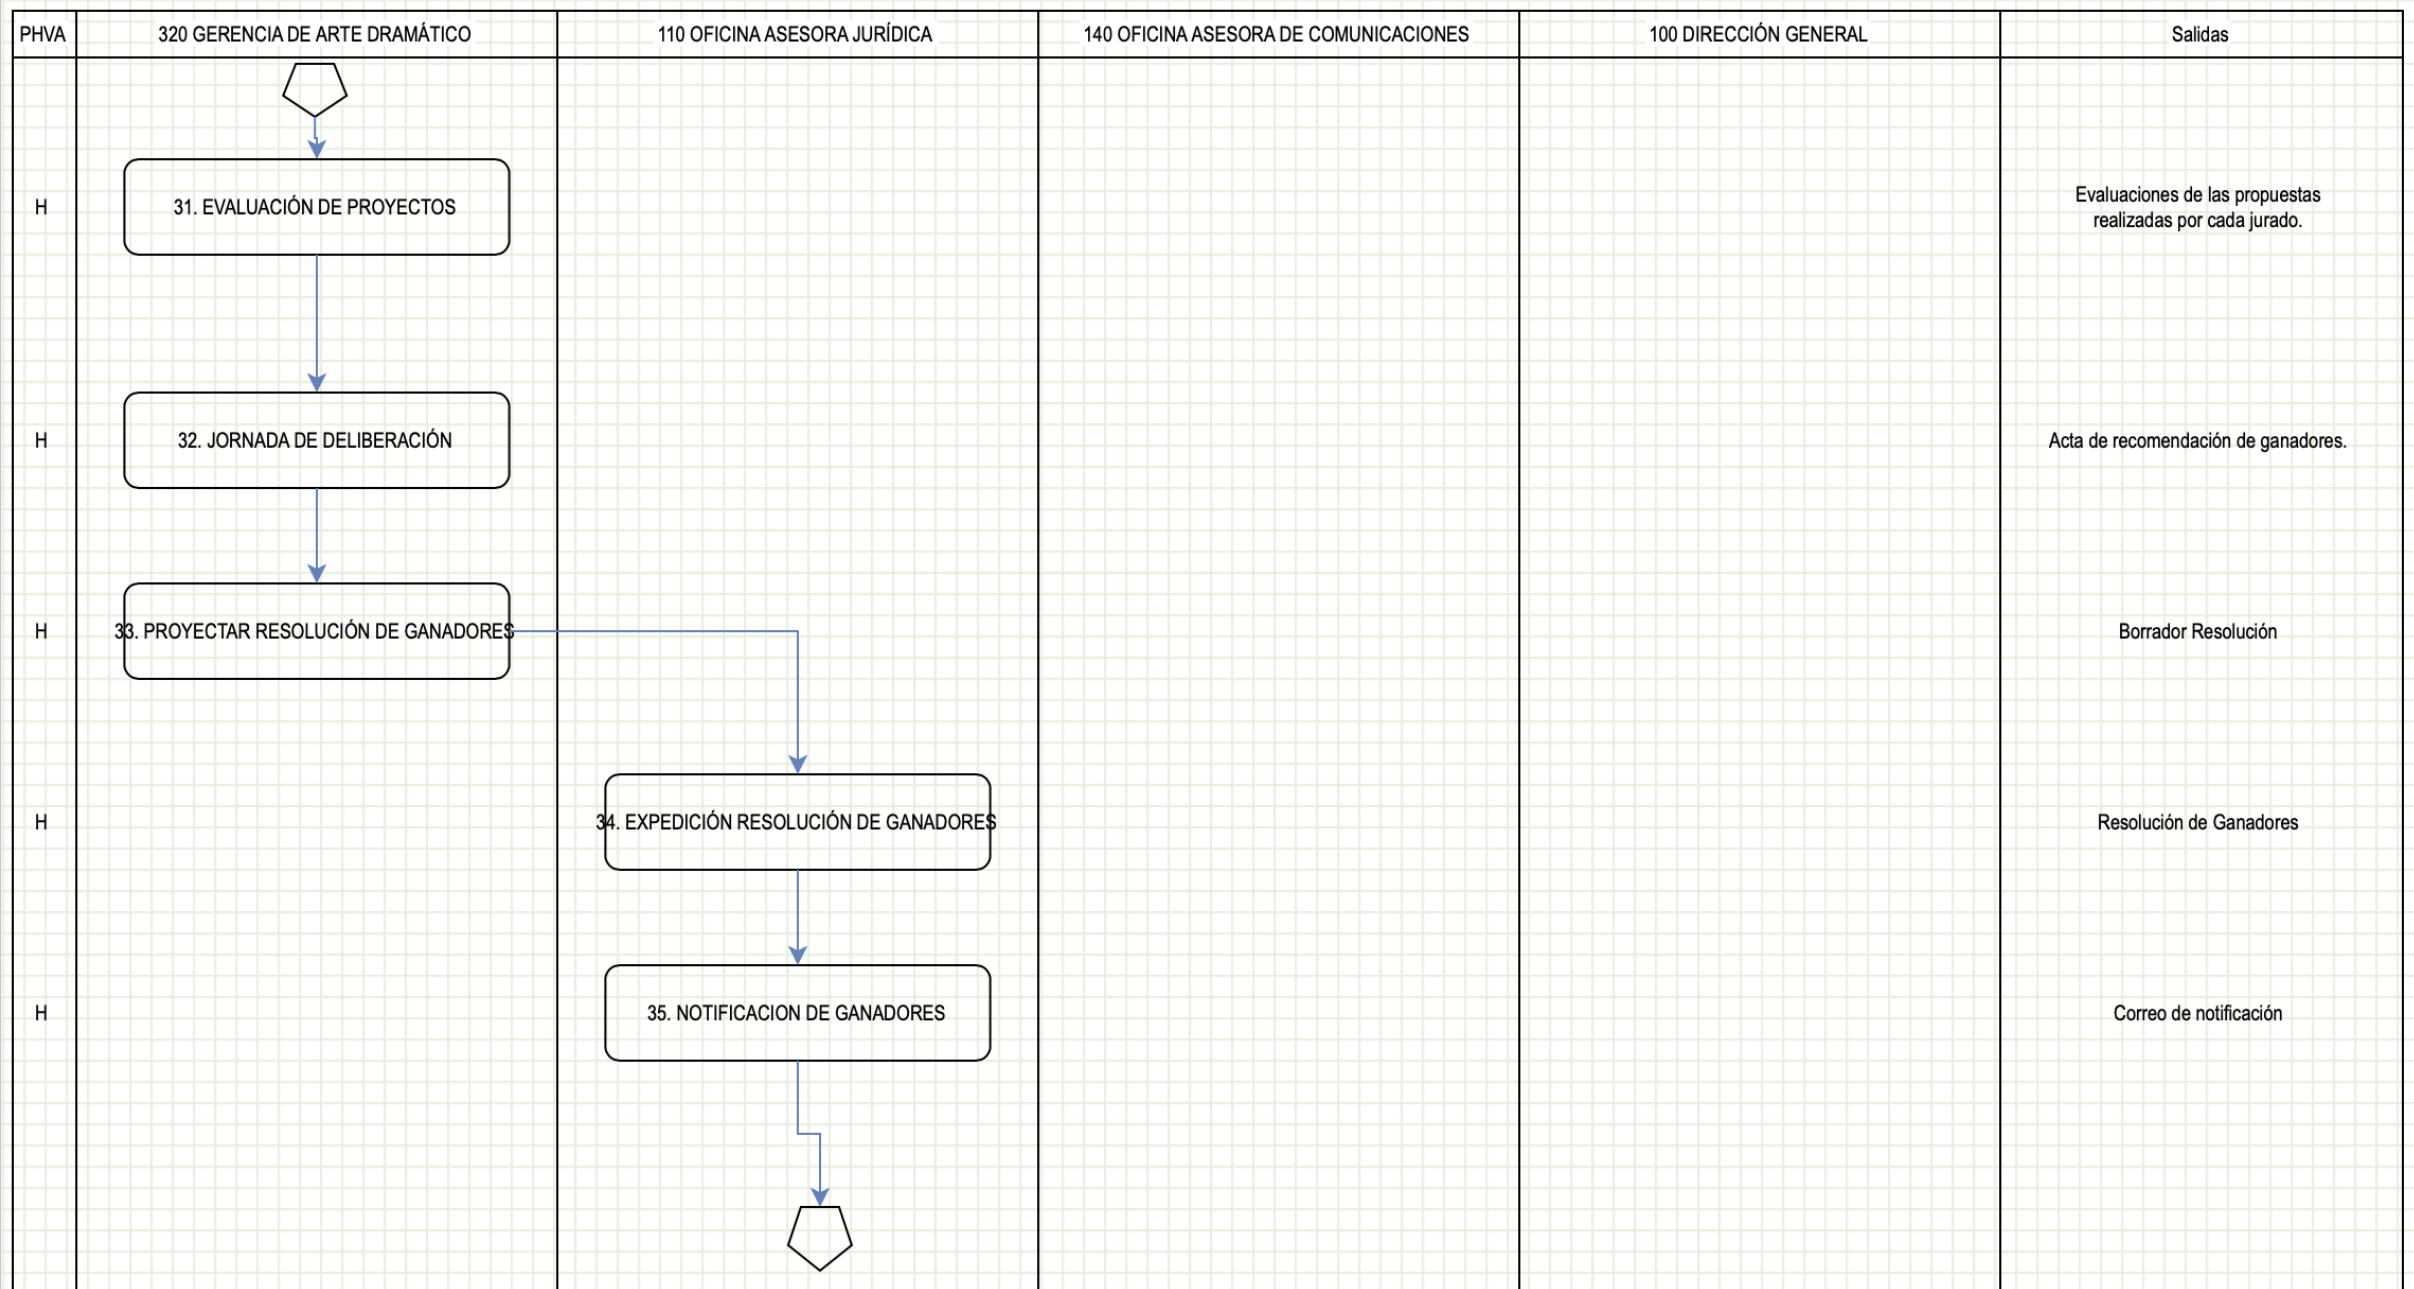 PHVA
320 GERENCIA DE ARTE DRAMÁTICO
110 OFICINA ASESORA JURÍDICA
140 OFICINA ASESORA DE COMUNICACIONES
100 DIRECCIÓN GENERAL
Salidas
H
31. EVALUACIÓN DE PROYECTOS
Evaluaciones de las propuestas
realizadas por cada jurado.
H
32. JORNADA DE DELIBERACIÓN
Acta de recomendación de ganadores.
H
33. PROYECTAR RESOLUCIÓN DE GANADORES
Borrador Resolución
H
34. EXPEDICIÓN RESOLUCIÓN DE GANADORES
Resolución de Ganadores
H
35. NOTIFICACION DE GANADORES
Correo de notificación